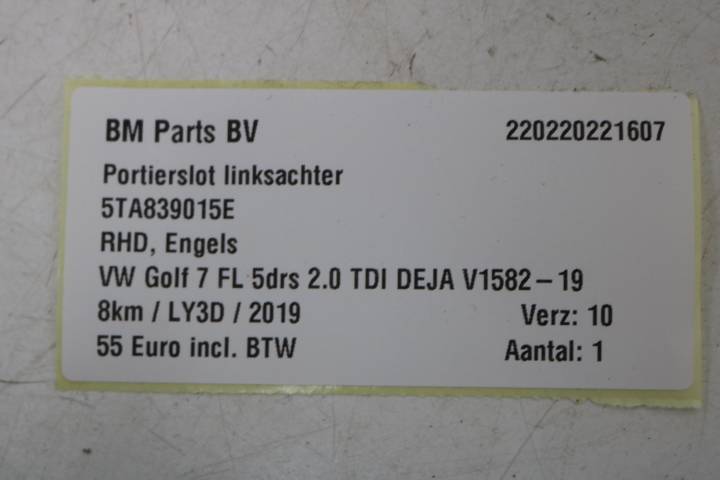 BM Parts BV 220220221607
Portierslot linksachter
5TA839015E
RHD, Engels
VW Golf 7 FL 5drs 2.0 TDI DEJA V1582 – 19
8km / LY3D / 2019 Verz: 10
55 Euro incl. BTW Aantal: 1